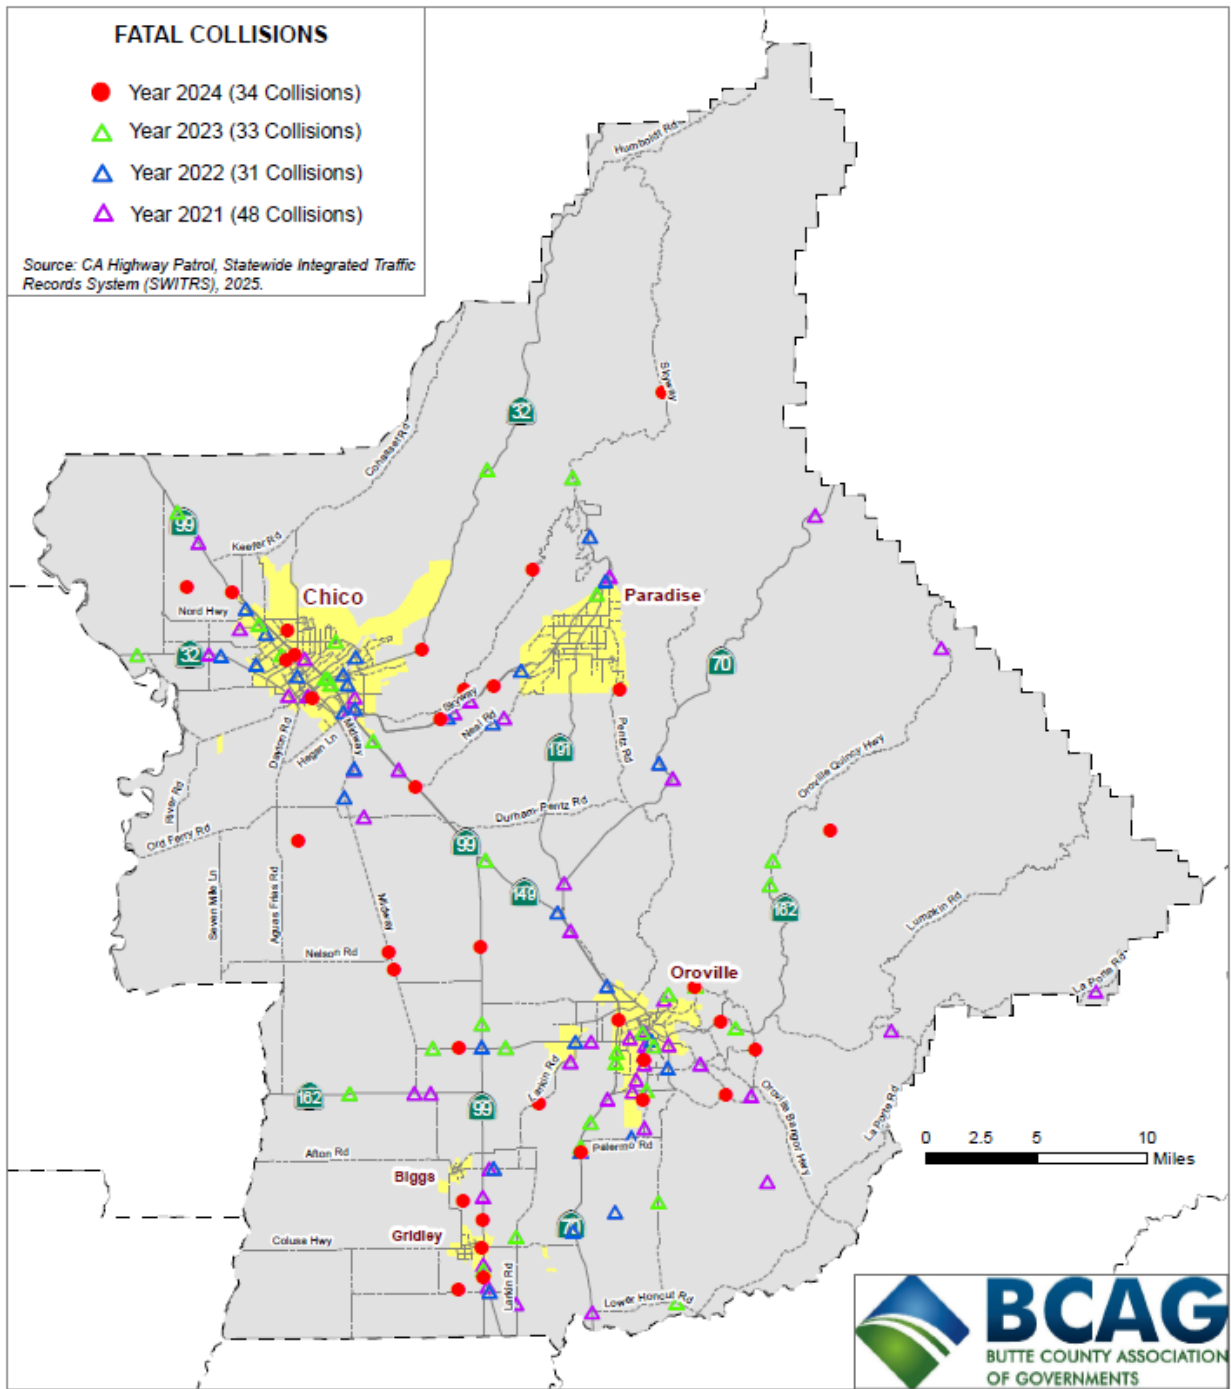 FATAL COLLISIONS
Year 2024 (34 Collisions)
Year 2023 (33 Collisions)
Year 2022 (31 Collisions)
Year 2021 (48 Collisions)
Source: CA Highway Patrol, Statewide Integrated Traffic
Records System (SWITRS), 2025.
Humboldt Rd
Skyway
32
Cohasset Rd
99
Keefer Rd
Chico
Paradise
Nord Hwy
32
70
Skyway
Neal Rd
Dayton Rd
Hegan Ln
Midway
191
Pentz Rd
Oroville Quincy Hwy
River Rd
Ord Ferry Rd
Durham-Pentz Rd
99
149
Seven Mile Ln
Aguas Frias Rd
Midway
162
Lumpkin Rd
Nelson Rd
Oroville
La Porte Rd
Larkin Rd
162
99
Oroville Bangor Hwy
La Porte Rd
Afton Rd
Palermo Rd
0 2.5 5 10
Miles
Biggs
70
Gridley
Colusa Hwy
Larkin Rd
Lower Honcut Rd
BCAG
BUTTE COUNTY ASSOCIATION
OF GOVERNMENTS